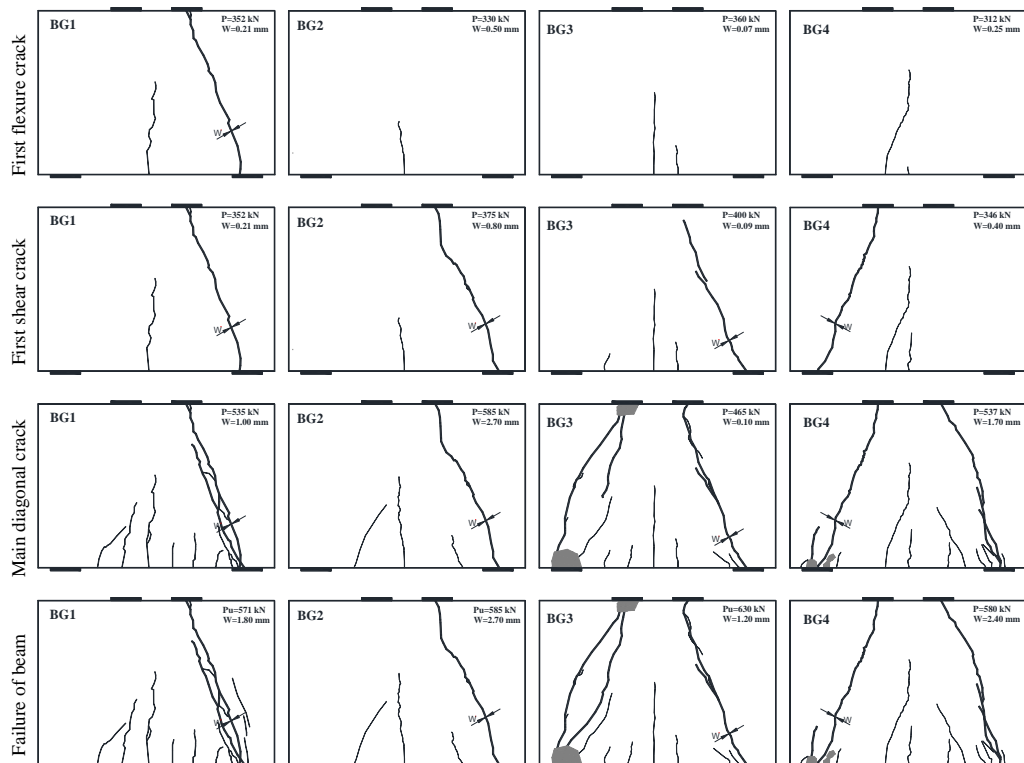 First flexure crack
BG1
P=352 kN
W=0.21 mm
W
BG2
P=330 kN
W=0.50 mm
BG3
P=360 kN
W=0.07 mm
BG4
P=312 kN
W=0.25 mm
First shear crack
BG1
P=352 kN
W=0.21 mm
W
BG2
P=375 kN
W=0.80 mm
W
BG3
P=400 kN
W=0.09 mm
W
BG4
P=346 kN
W=0.40 mm
W
Main diagonal crack
BG1
P=535 kN
W=1.00 mm
W
BG2
P=585 kN
W=2.70 mm
W
BG3
P=465 kN
W=0.10 mm
W
BG4
P=537 kN
W=1.70 mm
W
Failure of beam
BG1
Pu=571 kN
W=1.80 mm
W
BG2
Pu=585 kN
W=2.70 mm
W
BG3
Pu=630 kN
W=1.20 mm
W
BG4
P=580 kN
W=2.40 mm
W